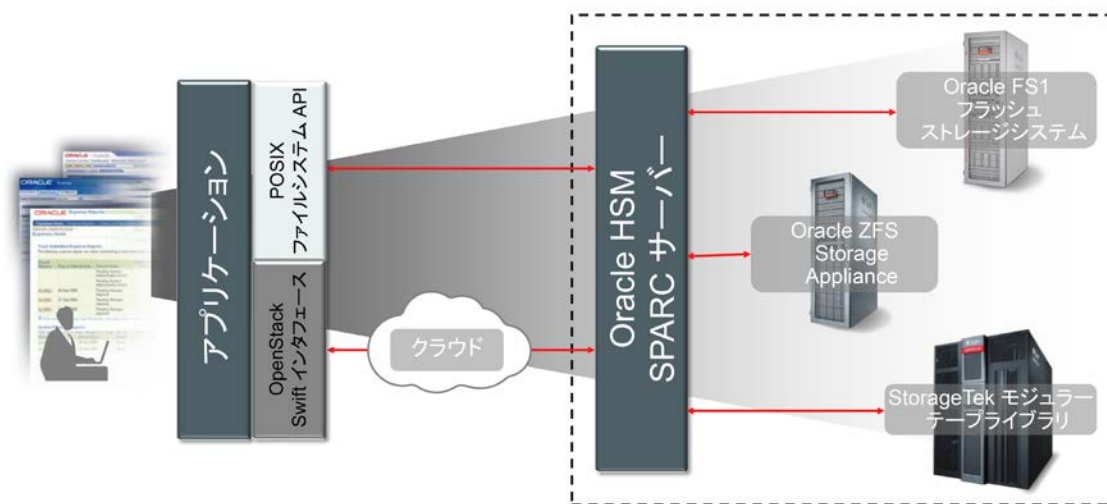 アプリケーション
POSIX
ファイルシステム API
OpenStack
Swift インタフェース
クラウド
Oracle HSM
SPARC サーバー
Oracle FS1
フラッシュ
ストレージシステム
Oracle ZFS
Storage
Appliance
StorageTek モジュラー
テープライブラリ
ORACLE